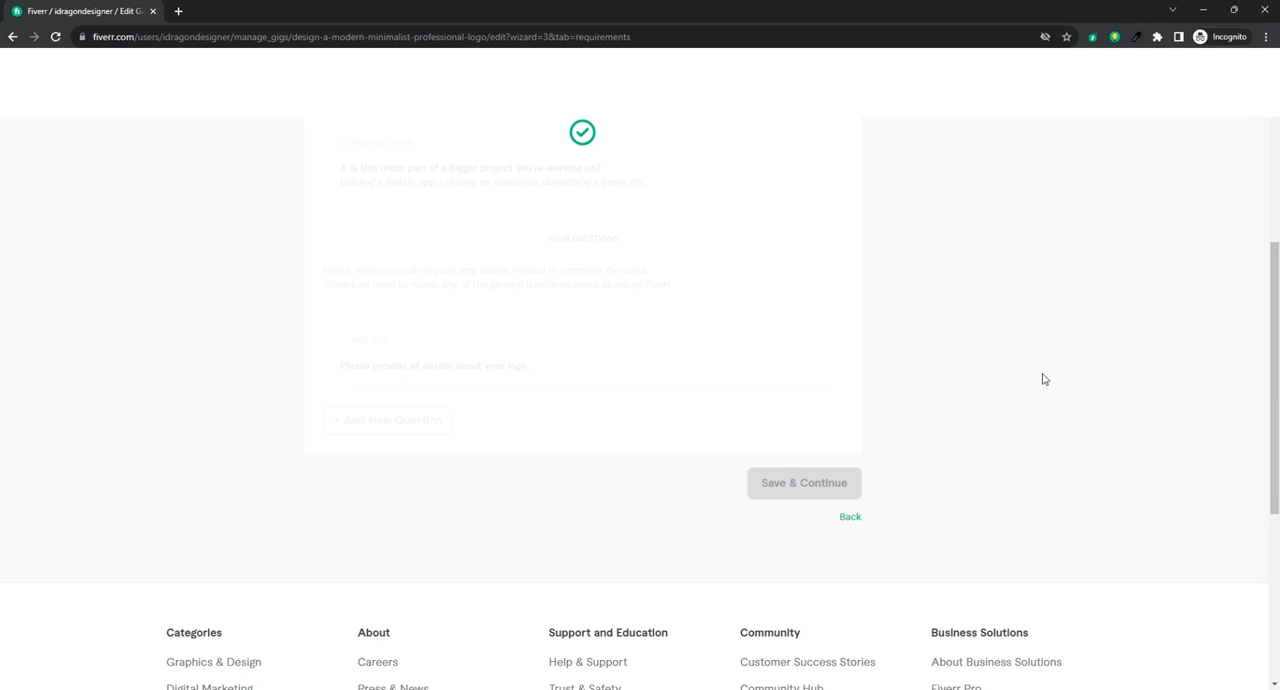 Fiverr / idragondesigner / Edit G
fiverr.com/users/idragondesigner/manage_gigs/design-a-modern-minimalist-professional-logo/edit?wizard=3&tab=requirements
Incognito
MULTIPLE CHOICE
3. Is this order part of a bigger project you're working on?
Building a mobile app, creating an animation, developing a game, etc.
YOUR QUESTIONS
Here's where you can request any details needed to complete the order.
There's no need to repeat any of the general questions asked above by Fiverr.
FREE TEXT
Please provide all details about your logo
+ Add New Question
Save & Continue
Back
Categories
About
Support and Education
Community
Business Solutions
Graphics & Design
Careers
Help & Support
Customer Success Stories
About Business Solutions
Digital Marketing
Press & News
Trust & Safety
Community Hub
Fiverr Pro